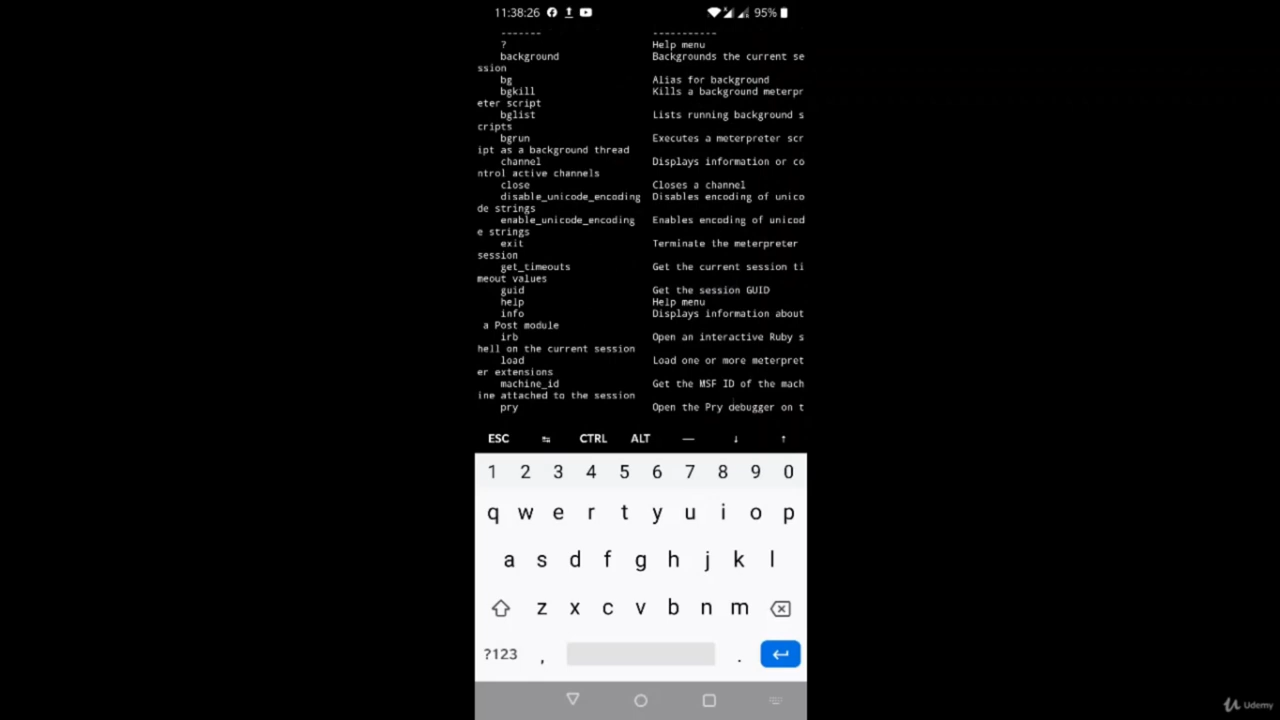 11:38:26 95%
------- -----------
? Help menu
background Backgrounds the current se
ssion
bg Alias for background
bgkill Kills a background meterpr
eter script
bglist Lists running background s
cripts
bgrun Executes a meterpreter scr
ipt as a background thread
channel Displays information or co
ntrol active channels
close Closes a channel
disable_unicode_encoding Disables encoding of unico
de strings
enable_unicode_encoding Enables encoding of unicod
e strings
exit Terminate the meterpreter
session
get_timeouts Get the current session ti
meout values
guid Get the session GUID
help Help menu
info Displays information about
a Post module
irb Open an interactive Ruby s
hell on the current session
load Load one or more meterpret
er extensions
machine_id Get the MSF ID of the mach
ine attached to the session
pry Open the Pry debugger on t
ESC ⇆ CTRL ALT — ↓ ↑
1 2 3 4 5 6 7 8 9 0
q w e r t y u i o p
a s d f g h j k l
z x c v b n m
?123 , .
Udemy